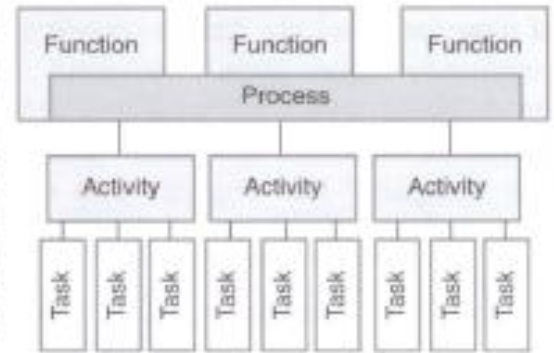 Function Function Function
Process
Activity Activity Activity
Task Task Task Task Task Task Task Task Task